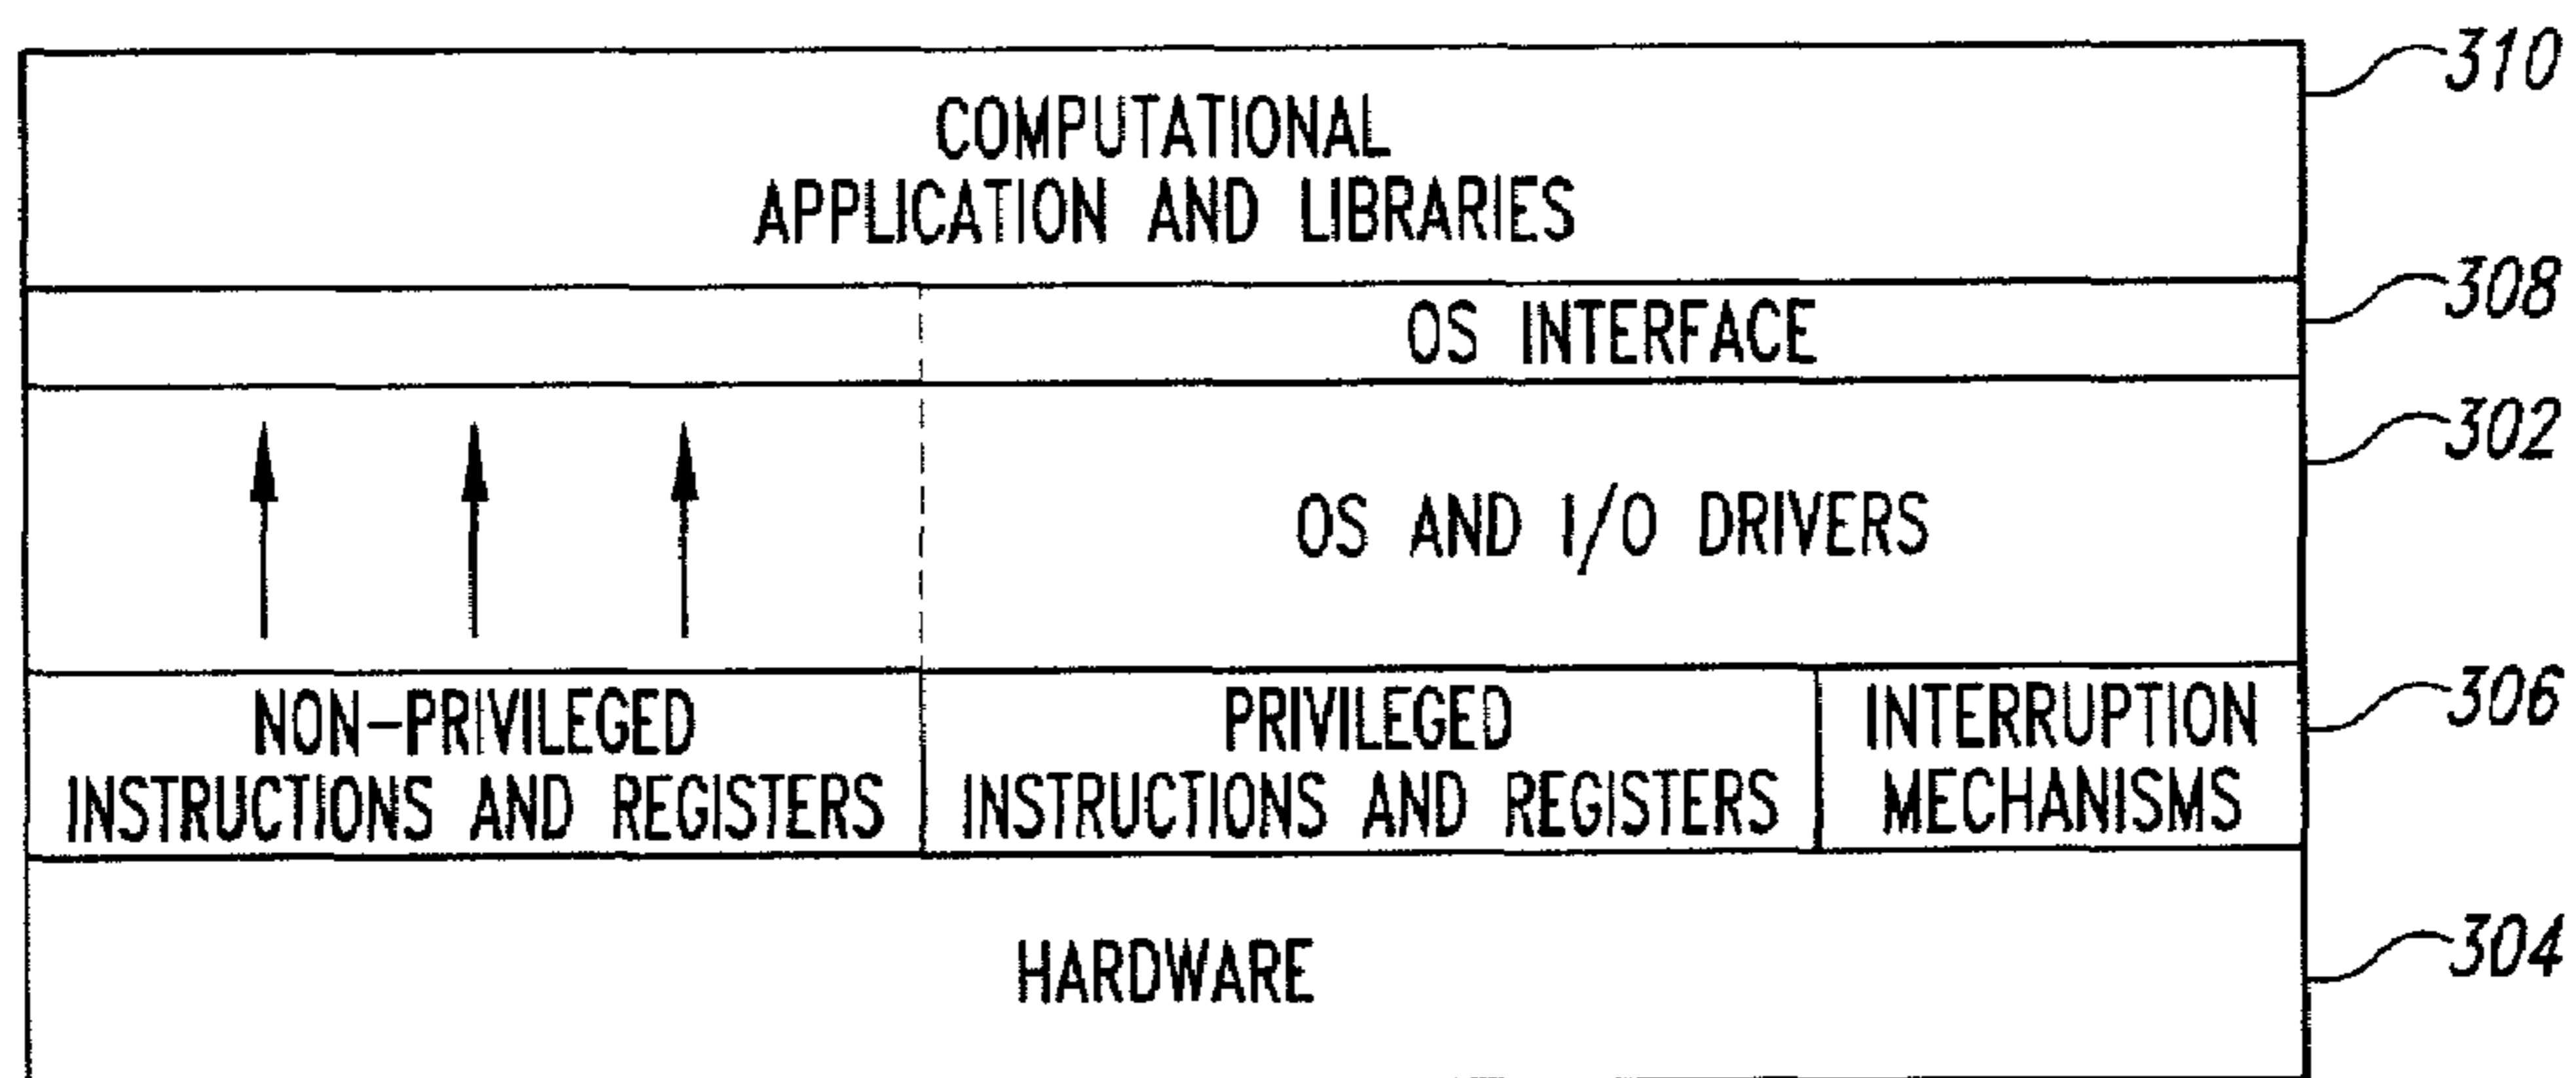 310
COMPUTATIONAL
APPLICATION AND LIBRARIES
308
OS INTERFACE
302
OS AND I/O DRIVERS
306
NON-PRIVILEGED
INSTRUCTIONS AND REGISTERS
PRIVILEGED
INSTRUCTIONS AND REGISTERS
INTERRUPTION
MECHANISMS
304
HARDWARE